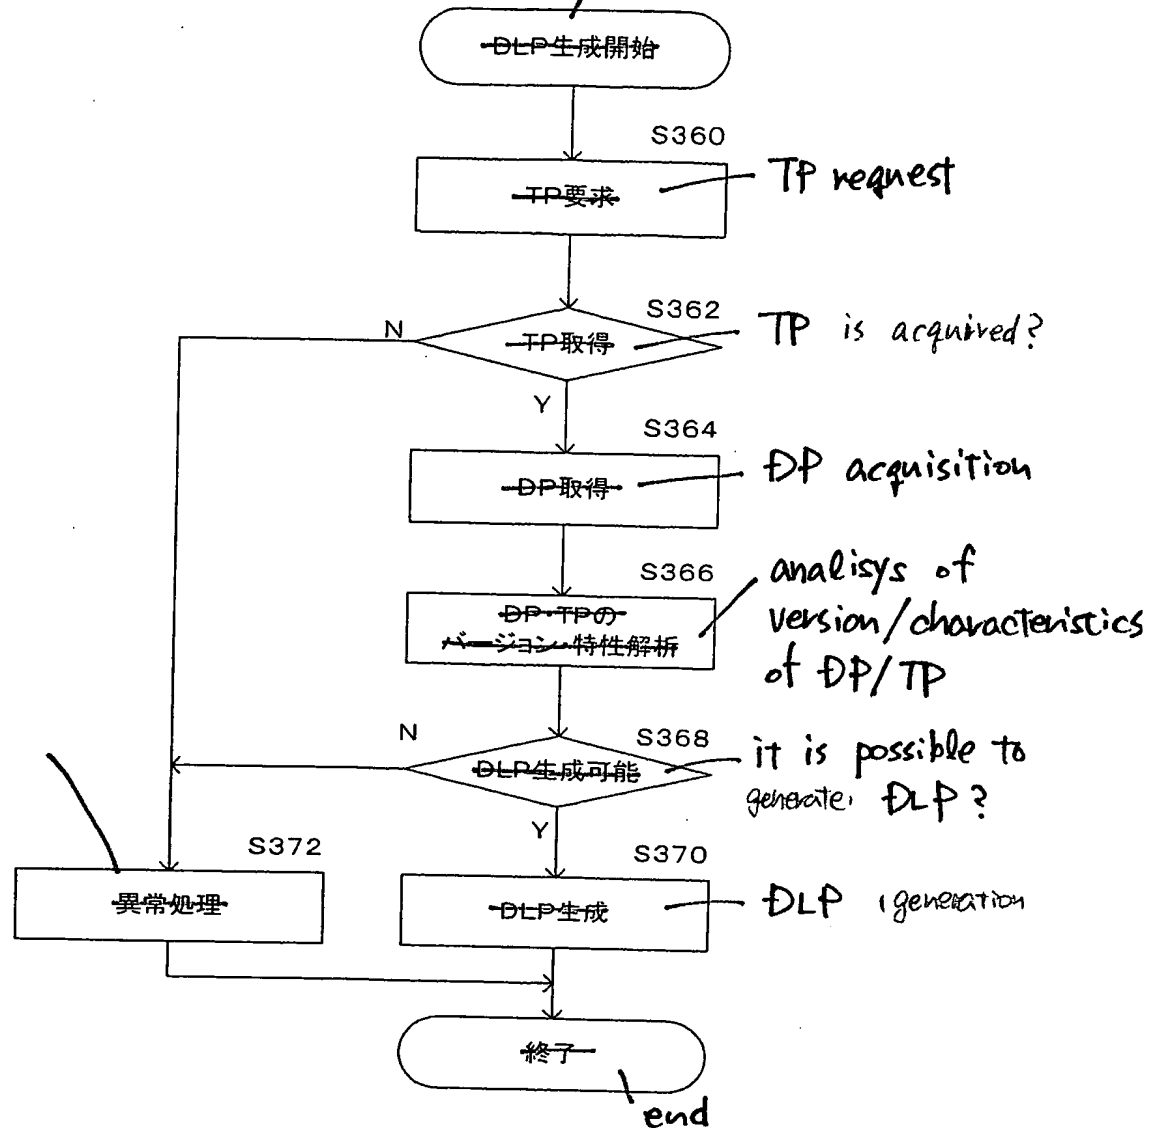 DLP生成開始
S360
TP要求
TP request
S362
N
TP取得
TP is acquired?
Y
S364
DP取得
DP acquisition
S366
DP・TPの
バージョン・特性解析
analisys of
version/characteristics
of DP/TP
N
S368
DLP生成可能
it is possible to
generate DLP?
Y
S372
S370
異常処理
DLP生成
DLP generation
終了
end